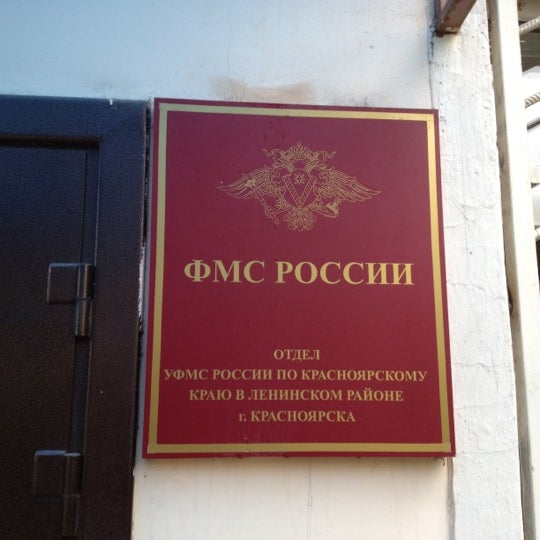 ФМС РОССИИ
ОТДЕЛ
УФМС РОССИИ ПО КРАСНОЯРСКОМУ
КРАЮ В ЛЕНИНСКОМ РАЙОНЕ
г. КРАСНОЯРСКА